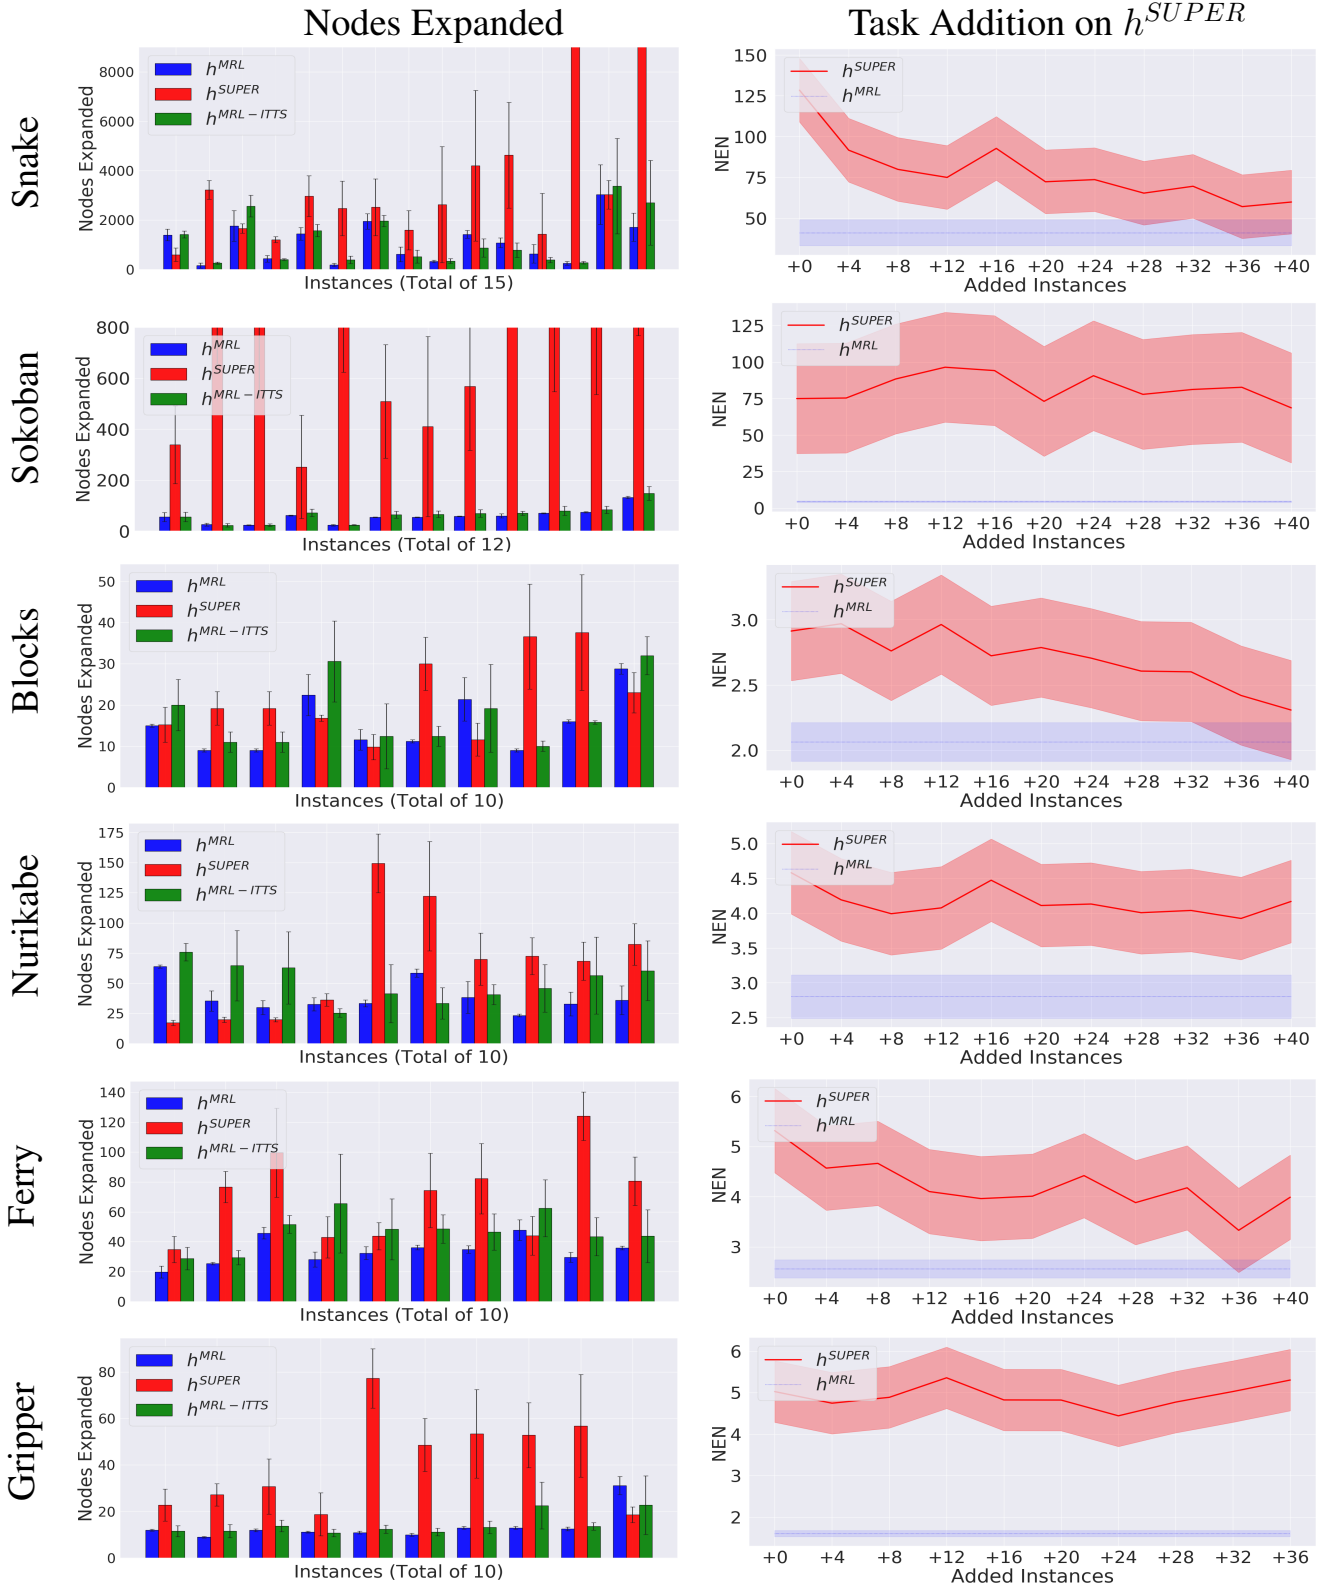 Nodes Expanded
Task Addition on h^SUPER
Snake
Nodes Expanded
8000
6000
4000
2000
0
h^MRL
h^SUPER
h^MRL−ITTS
Instances (Total of 15)
NEN
150
125
100
75
50
h^SUPER
h^MRL
+0 +4 +8 +12 +16 +20 +24 +28 +32 +36 +40
Added Instances
Sokoban
Nodes Expanded
800
600
400
200
0
h^MRL
h^SUPER
h^MRL−ITTS
Instances (Total of 12)
NEN
125
100
75
50
25
0
h^SUPER
h^MRL
+0 +4 +8 +12 +16 +20 +24 +28 +32 +36 +40
Added Instances
Blocks
Nodes Expanded
50
40
30
20
10
0
h^MRL
h^SUPER
h^MRL−ITTS
Instances (Total of 10)
NEN
3.0
2.5
2.0
h^SUPER
h^MRL
+0 +4 +8 +12 +16 +20 +24 +28 +32 +36 +40
Added Instances
Nurikabe
Nodes Expanded
175
150
125
100
75
50
25
0
h^MRL
h^SUPER
h^MRL−ITTS
Instances (Total of 10)
NEN
5.0
4.5
4.0
3.5
3.0
2.5
h^SUPER
h^MRL
+0 +4 +8 +12 +16 +20 +24 +28 +32 +36 +40
Added Instances
Ferry
Nodes Expanded
140
120
100
80
60
40
20
0
h^MRL
h^SUPER
h^MRL−ITTS
Instances (Total of 10)
NEN
6
5
4
3
h^SUPER
h^MRL
+0 +4 +8 +12 +16 +20 +24 +28 +32 +36 +40
Added Instances
Gripper
Nodes Expanded
80
60
40
20
0
h^MRL
h^SUPER
h^MRL−ITTS
Instances (Total of 10)
NEN
6
5
4
3
2
h^SUPER
h^MRL
+0 +4 +8 +12 +16 +20 +24 +28 +32 +36
Added Instances